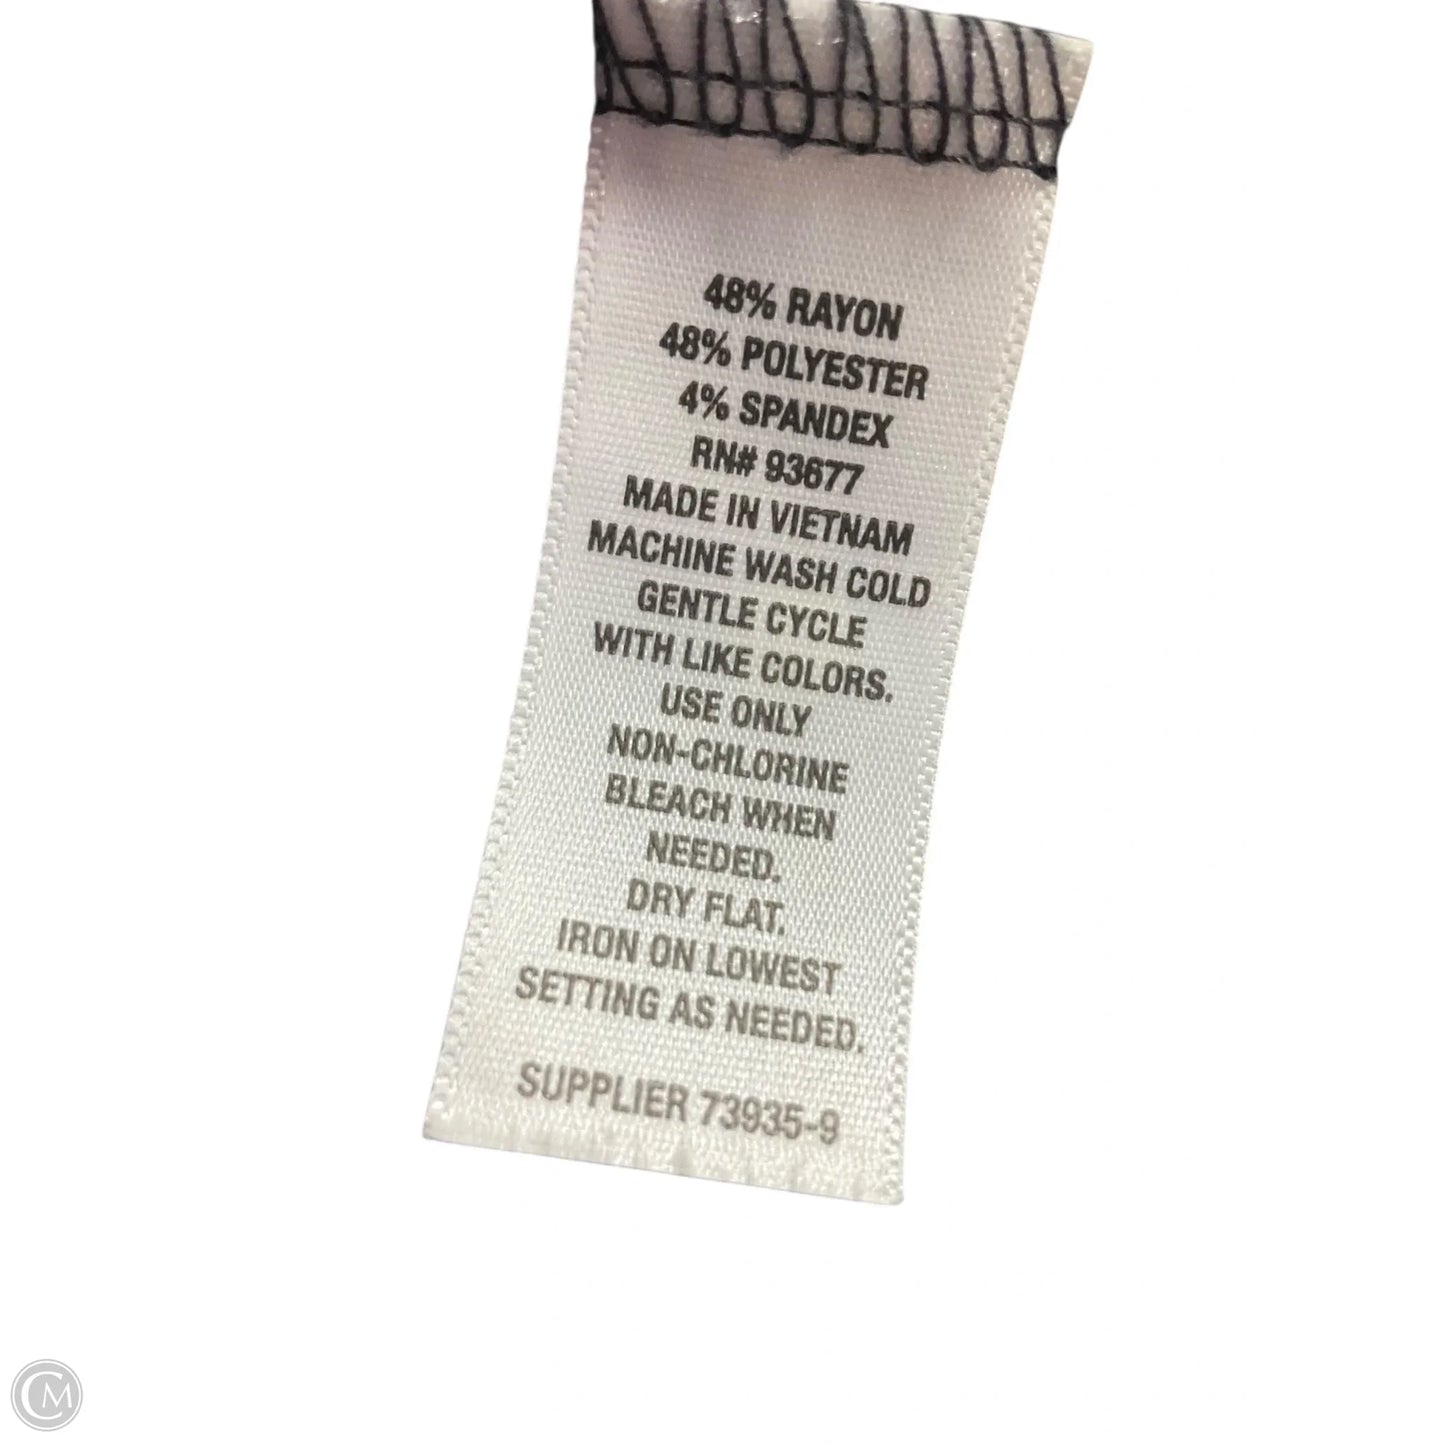 48% RAYON
48% POLYESTER
4% SPANDEX
RN# 93677
MADE IN VIETNAM
MACHINE WASH COLD
GENTLE CYCLE
WITH LIKE COLORS.
USE ONLY
NON-CHLORINE
BLEACH WHEN
NEEDED.
DRY FLAT.
IRON ON LOWEST
SETTING AS NEEDED.
SUPPLIER 73935-9
CM